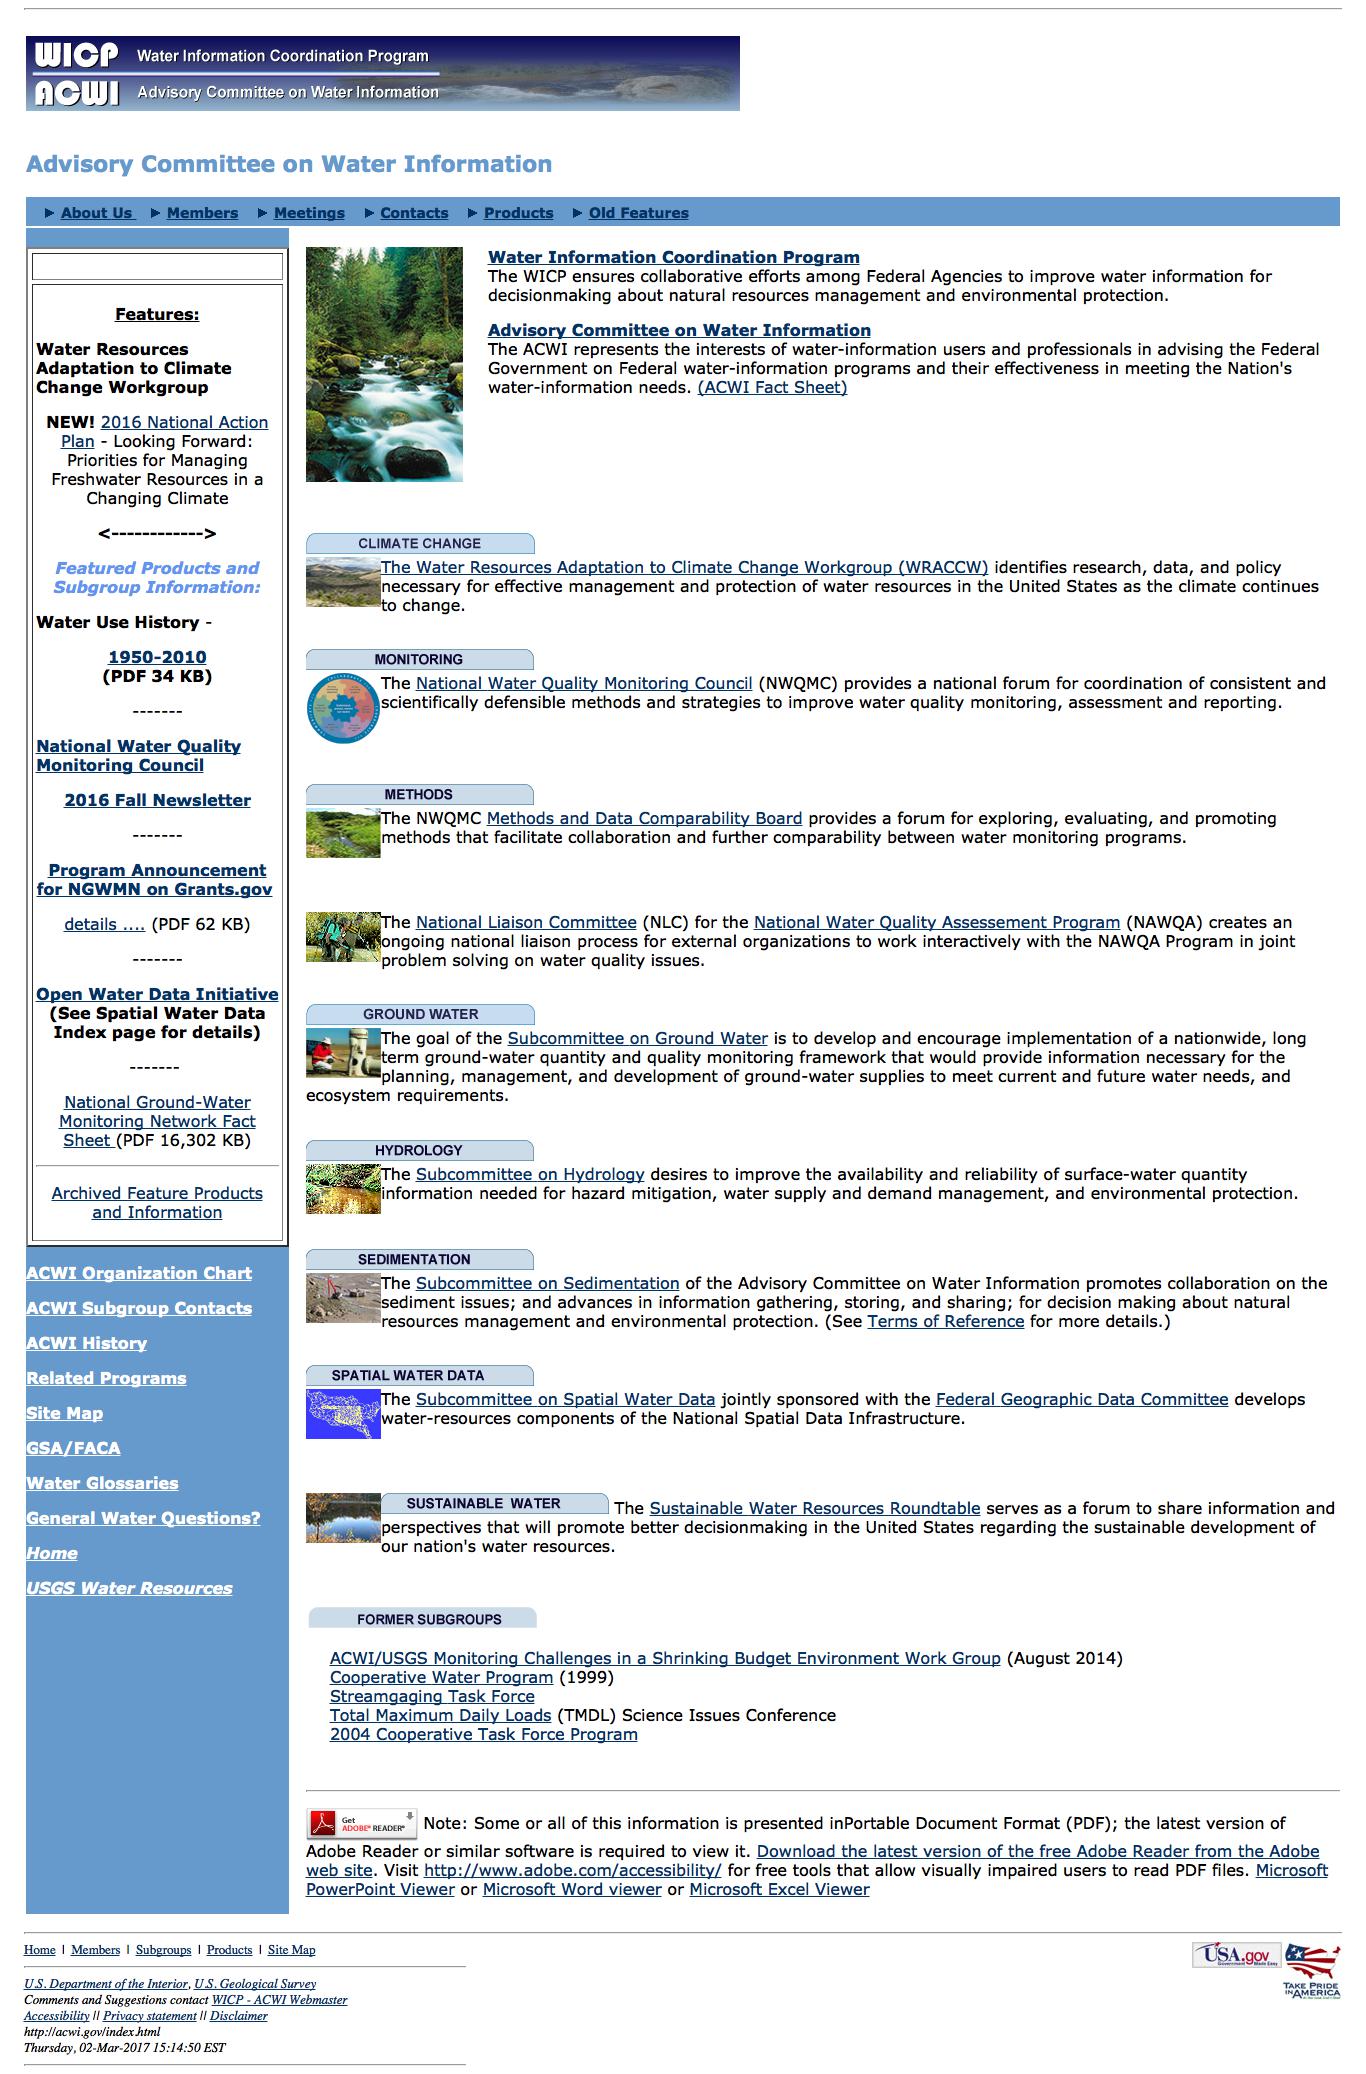 WICP Water Information Coordination Program
ACWI Advisory Committee on Water Information
Advisory Committee on Water Information
About Us Members Meetings Contacts Products Old Features
Features:
Water Resources
Adaptation to Climate
Change Workgroup
NEW! 2016 National Action
Plan - Looking Forward:
Priorities for Managing
Freshwater Resources in a
Changing Climate
<------------>
Featured Products and
Subgroup Information:
Water Use History -
1950-2010
(PDF 34 KB)
-------
National Water Quality
Monitoring Council
2016 Fall Newsletter
-------
Program Announcement
for NGWMN on Grants.gov
details .... (PDF 62 KB)
-------
Open Water Data Initiative
(See Spatial Water Data
Index page for details)
-------
National Ground-Water
Monitoring Network Fact
Sheet (PDF 16,302 KB)
Archived Feature Products
and Information
ACWI Organization Chart
ACWI Subgroup Contacts
ACWI History
Related Programs
Site Map
GSA/FACA
Water Glossaries
General Water Questions?
Home
USGS Water Resources
Water Information Coordination Program
The WICP ensures collaborative efforts among Federal Agencies to improve water information for
decisionmaking about natural resources management and environmental protection.
Advisory Committee on Water Information
The ACWI represents the interests of water-information users and professionals in advising the Federal
Government on Federal water-information programs and their effectiveness in meeting the Nation's
water-information needs. (ACWI Fact Sheet)
CLIMATE CHANGE
The Water Resources Adaptation to Climate Change Workgroup (WRACCW) identifies research, data, and policy
necessary for effective management and protection of water resources in the United States as the climate continues
to change.
MONITORING
The National Water Quality Monitoring Council (NWQMC) provides a national forum for coordination of consistent and
scientifically defensible methods and strategies to improve water quality monitoring, assessment and reporting.
METHODS
The NWQMC Methods and Data Comparability Board provides a forum for exploring, evaluating, and promoting
methods that facilitate collaboration and further comparability between water monitoring programs.
The National Liaison Committee (NLC) for the National Water Quality Assessement Program (NAWQA) creates an
ongoing national liaison process for external organizations to work interactively with the NAWQA Program in joint
problem solving on water quality issues.
GROUND WATER
The goal of the Subcommittee on Ground Water is to develop and encourage implementation of a nationwide, long
term ground-water quantity and quality monitoring framework that would provide information necessary for the
planning, management, and development of ground-water supplies to meet current and future water needs, and
ecosystem requirements.
HYDROLOGY
The Subcommittee on Hydrology desires to improve the availability and reliability of surface-water quantity
information needed for hazard mitigation, water supply and demand management, and environmental protection.
SEDIMENTATION
The Subcommittee on Sedimentation of the Advisory Committee on Water Information promotes collaboration on the
sediment issues; and advances in information gathering, storing, and sharing; for decision making about natural
resources management and environmental protection. (See Terms of Reference for more details.)
SPATIAL WATER DATA
The Subcommittee on Spatial Water Data jointly sponsored with the Federal Geographic Data Committee develops
water-resources components of the National Spatial Data Infrastructure.
SUSTAINABLE WATER The Sustainable Water Resources Roundtable serves as a forum to share information and
perspectives that will promote better decisionmaking in the United States regarding the sustainable development of
our nation's water resources.
FORMER SUBGROUPS
ACWI/USGS Monitoring Challenges in a Shrinking Budget Environment Work Group (August 2014)
Cooperative Water Program (1999)
Streamgaging Task Force
Total Maximum Daily Loads (TMDL) Science Issues Conference
2004 Cooperative Task Force Program
Get ADOBE® READER® Note: Some or all of this information is presented inPortable Document Format (PDF); the latest version of
Adobe Reader or similar software is required to view it. Download the latest version of the free Adobe Reader from the Adobe
web site. Visit http://www.adobe.com/accessibility/ for free tools that allow visually impaired users to read PDF files. Microsoft
PowerPoint Viewer or Microsoft Word viewer or Microsoft Excel Viewer
Home | Members | Subgroups | Products | Site Map
U.S. Department of the Interior, U.S. Geological Survey
Comments and Suggestions contact WICP - ACWI Webmaster
Accessibility || Privacy statement || Disclaimer
http://acwi.gov/index.html
Thursday, 02-Mar-2017 15:14:50 EST
USA.gov
Government Made Easy
TAKE PRIDE
IN AMERICA